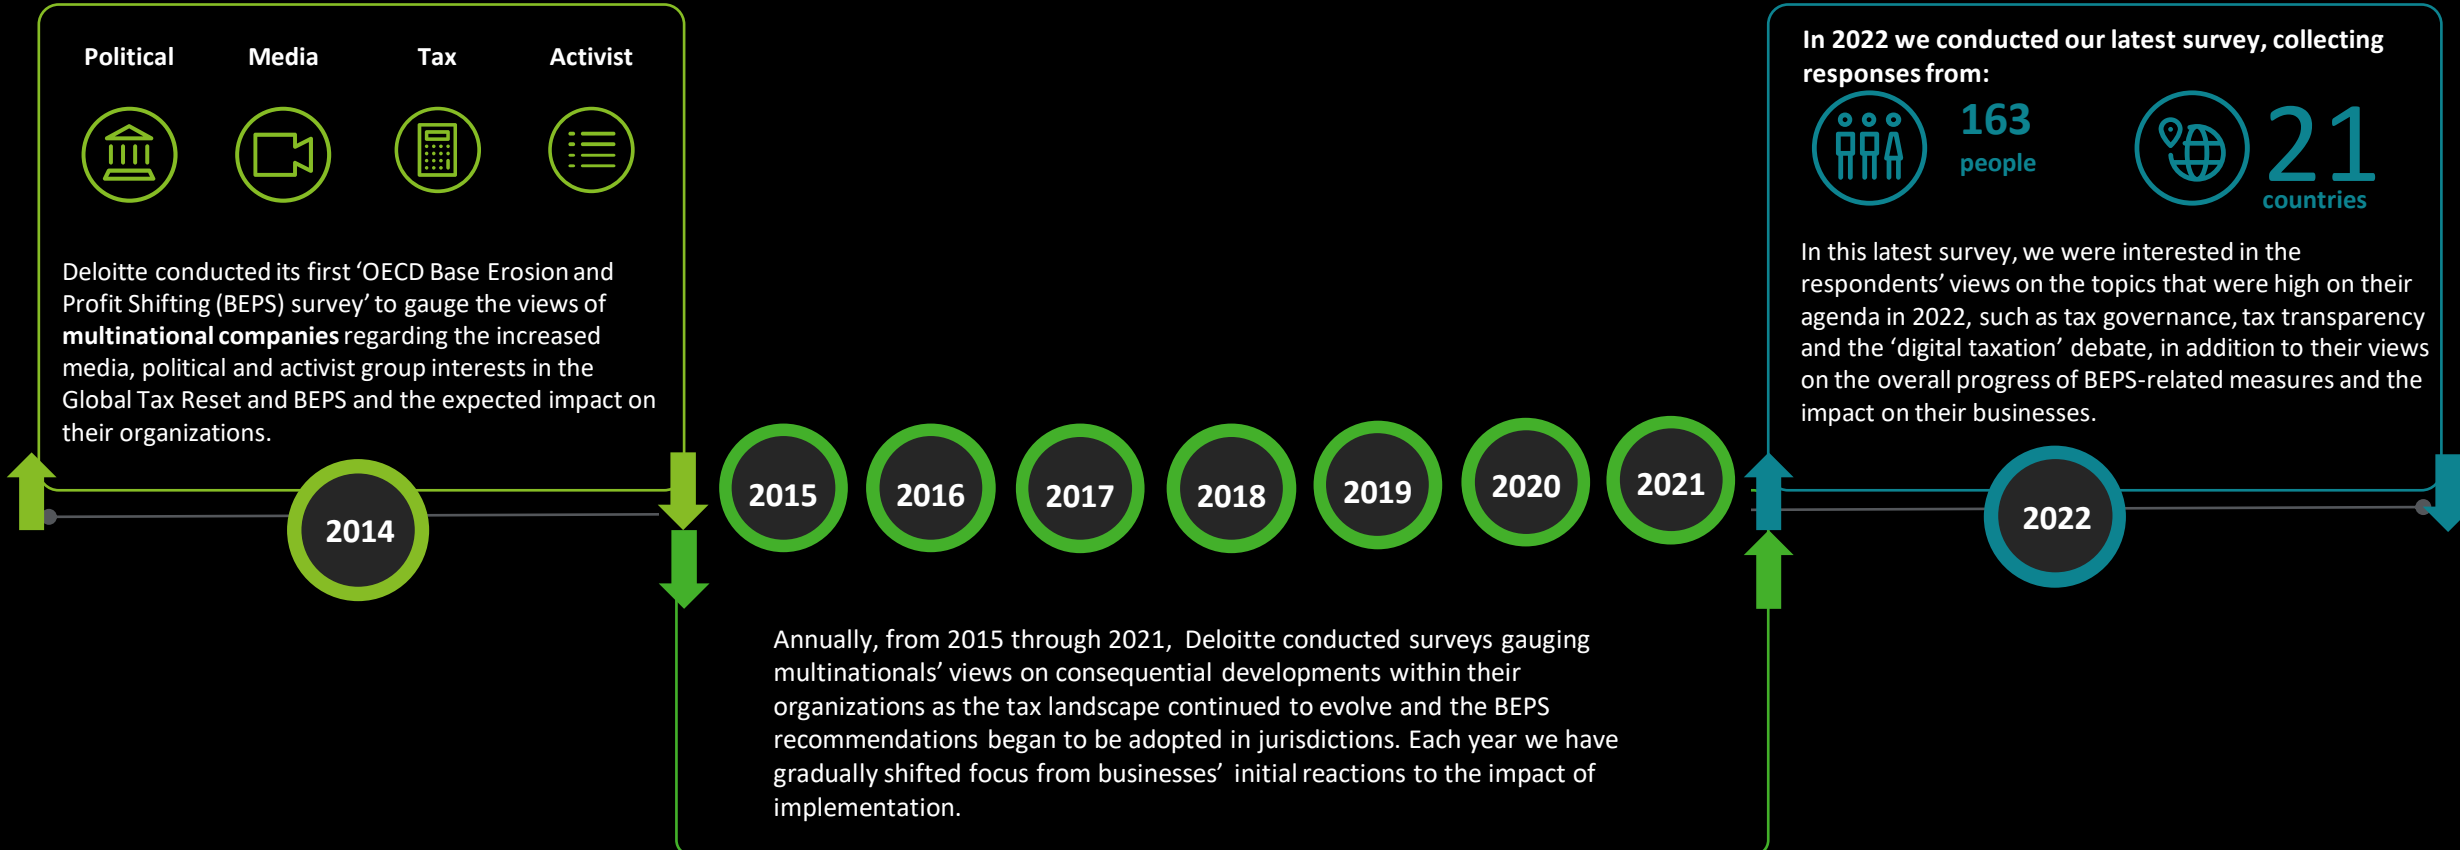 Political Media Tax Activist
Deloitte conducted its first ‘OECD Base Erosion and
Profit Shifting (BEPS) survey’ to gauge the views of
multinational companies regarding the increased
media, political and activist group interests in the
Global Tax Reset and BEPS and the expected impact on
their organizations.
2014
2015 2016 2017 2018 2019 2020 2021
Annually, from 2015 through 2021, Deloitte conducted surveys gauging
multinationals’ views on consequential developments within their
organizations as the tax landscape continued to evolve and the BEPS
recommendations began to be adopted in jurisdictions. Each year we have
gradually shifted focus from businesses’ initial reactions to the impact of
implementation.
In 2022 we conducted our latest survey, collecting
responses from:
163
people
21
countries
In this latest survey, we were interested in the
respondents’ views on the topics that were high on their
agenda in 2022, such as tax governance, tax transparency
and the ‘digital taxation’ debate, in addition to their views
on the overall progress of BEPS-related measures and the
impact on their businesses.
2022